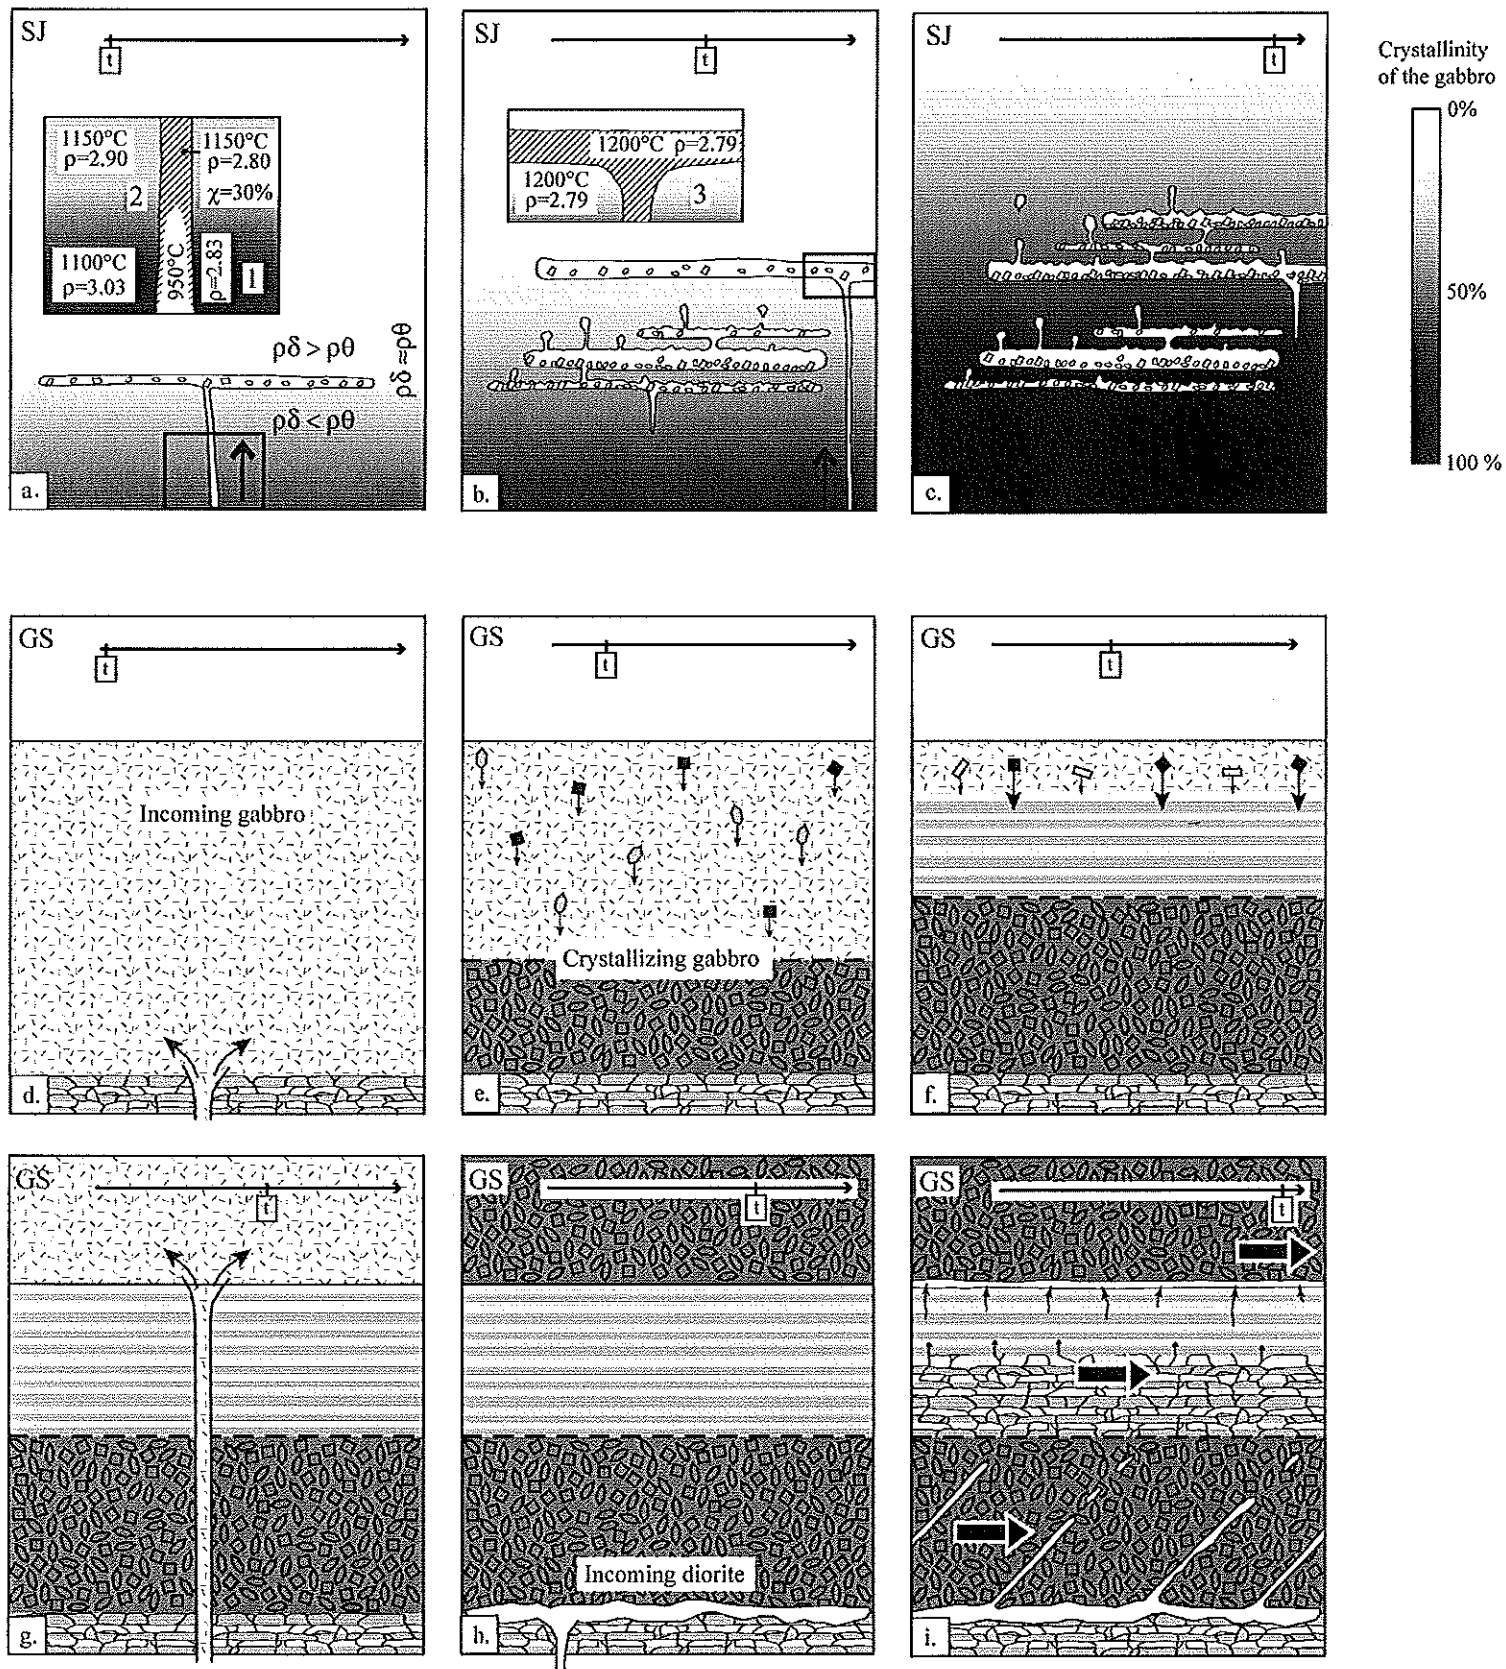 SJ
t
1150°C
ρ=2.90
1150°C
ρ=2.80
χ=30%
2
1100°C
ρ=3.03
950°C
ρ=2.83
1
ρδ > ρθ
ρδ≈ρθ
ρδ < ρθ
a.
SJ
t
1200°C ρ=2.79
1200°C
ρ=2.79
3
b.
SJ
t
c.
Crystallinity
of the gabbro
0%
50%
100 %
GS
t
Incoming gabbro
d.
GS
t
Crystallizing gabbro
e.
GS
t
f.
GS
t
g.
GS
t
Incoming diorite
h.
GS
t
i.